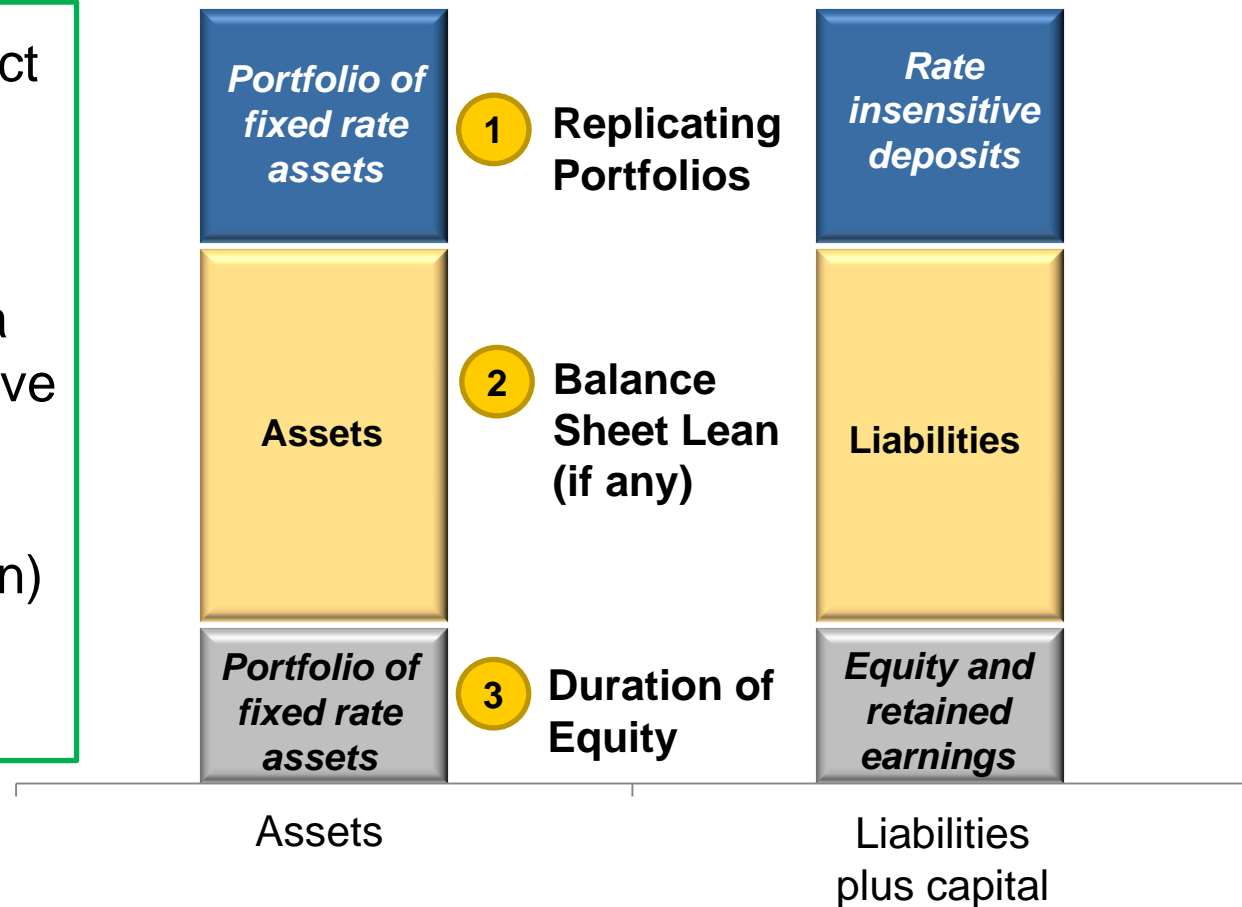 ct
a
ve
n)
Portfolio of
fixed rate
assets
1
Replicating
Portfolios
Rate
insensitive
deposits
Assets
2
Balance
Sheet Lean
(if any)
Liabilities
Portfolio of
fixed rate
assets
3
Duration of
Equity
Equity and
retained
earnings
Assets
Liabilities
plus capital